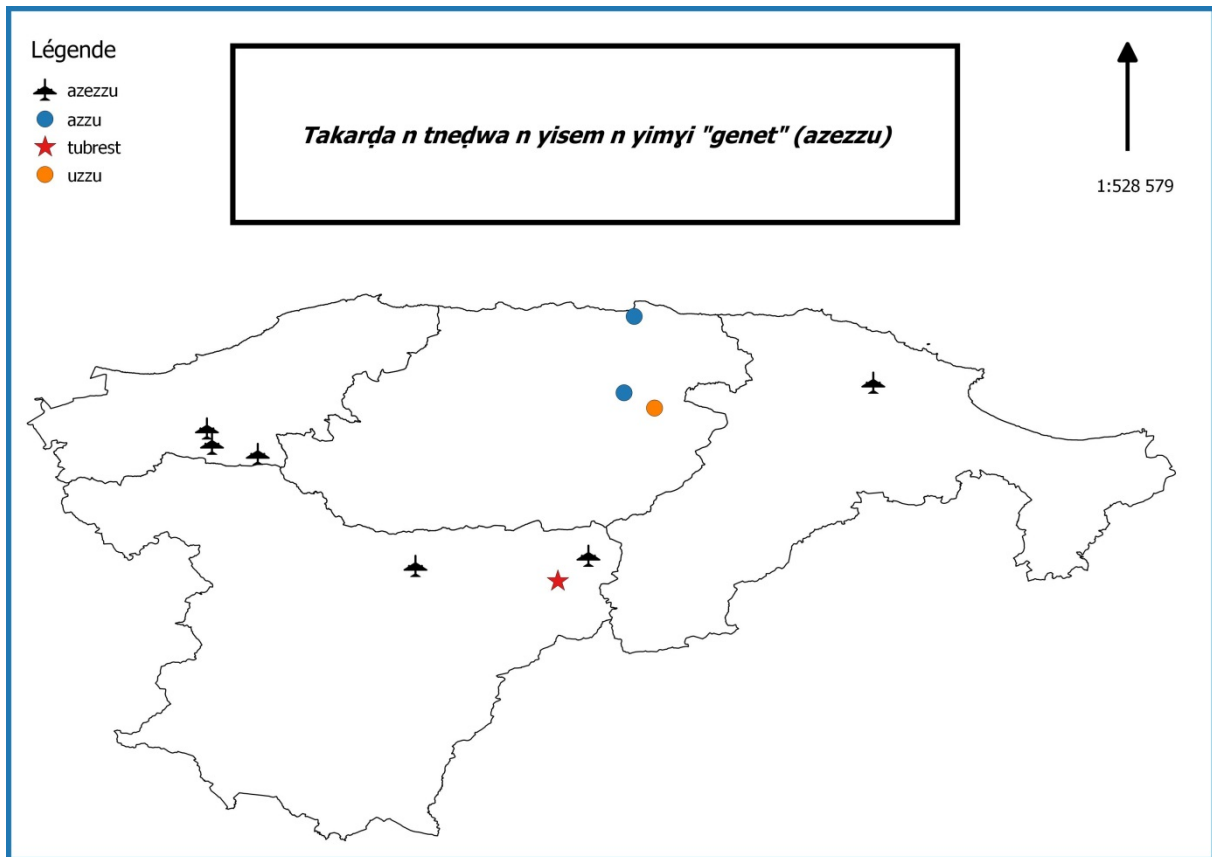 Légende
azezzu
azzu
tubrest
uzzu
Takarḍa n tneḍwa n yisem n yimɣi "genet" (azezzu)
1:528 579